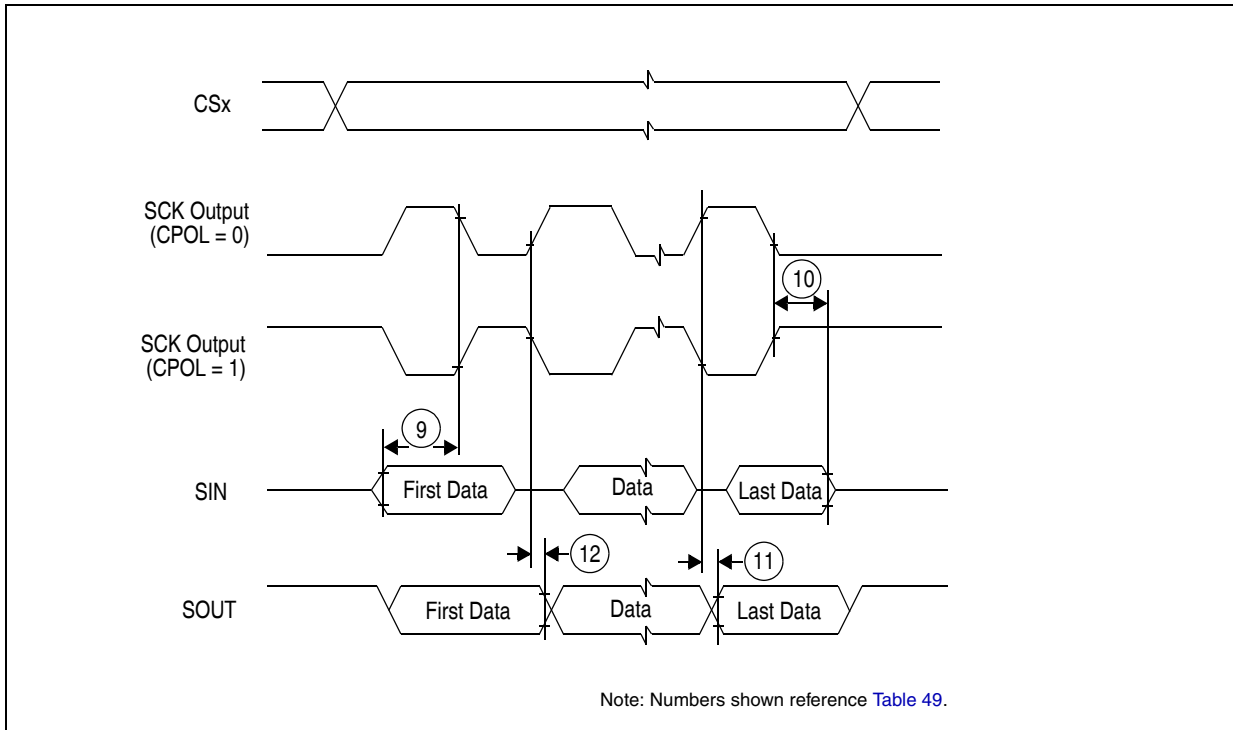 CSx
SCK Output
(CPOL = 0)
10
SCK Output
(CPOL = 1)
9
SIN
First Data
Data
Last Data
12
11
SOUT
First Data
Data
Last Data
Note: Numbers shown reference Table 49.